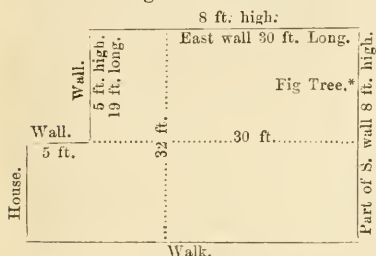 8 ft. high.
East wall 30 ft. Long.
Wall.
5 ft. high.
19 ft. long.
Fig Tree.*
Part of S. wall 8 ft. high.
Wall.
5 ft.
32 ft.
30 ft.
House.
Walk.